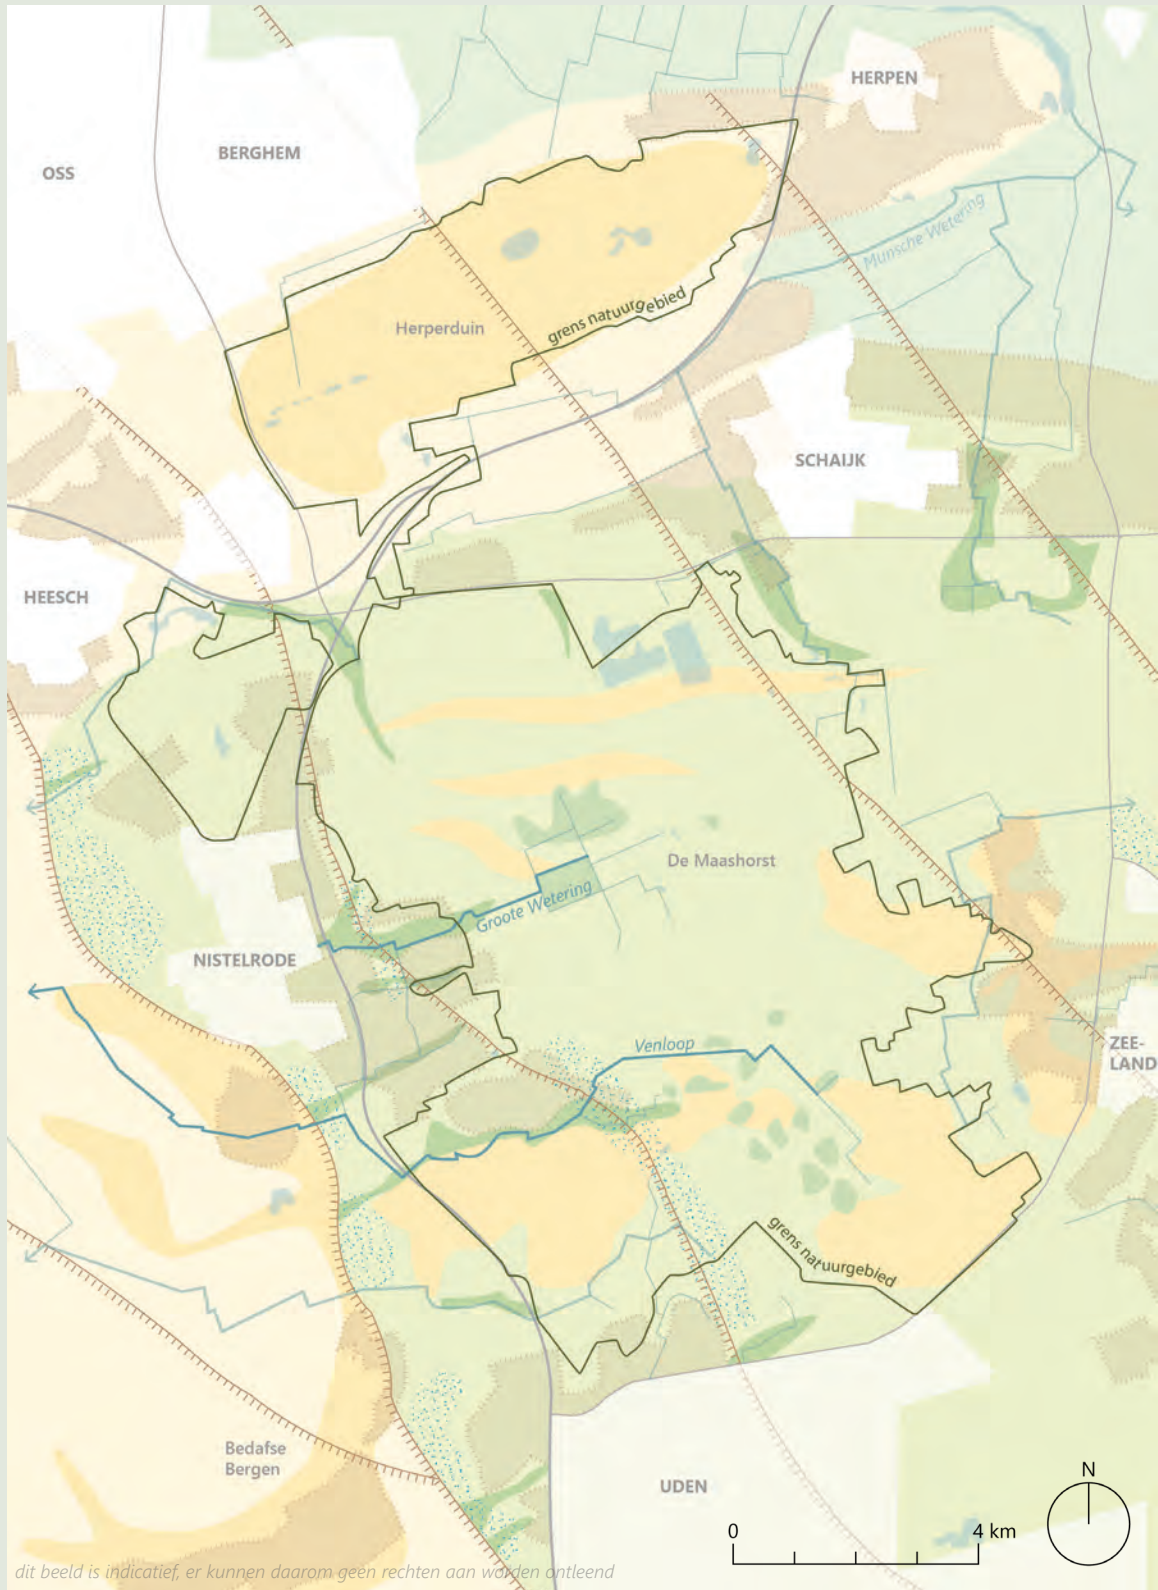 HERPEN
BERGHEM
OSS
Munsche Wetering
grens natuurgebied
Herperduin
SCHAIJK
HEESCH
De Maashorst
Groote Wetering
NISTELRODE
Venloop
ZEE-
LAND
grens natuurgebied
Bedafse
Bergen
UDEN
N
0 4 km
dit beeld is indicatief, er kunnen daarom geen rechten aan worden ontleend